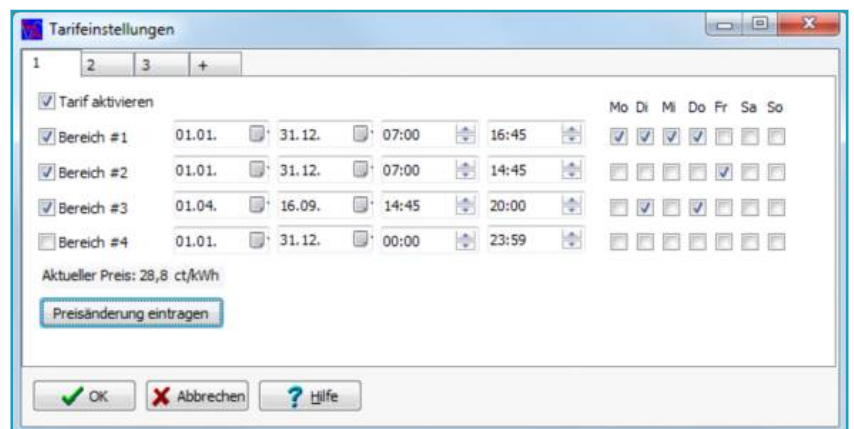 Tarifeinstellungen
1 2 3 +
Tarif aktivieren Mo Di Mi Do Fr Sa So
Bereich #1 01.01. 31.12. 07:00 16:45
Bereich #2 01.01. 31.12. 07:00 14:45
Bereich #3 01.04. 16.09. 14:45 20:00
Bereich #4 01.01. 31.12. 00:00 23:59
Aktueller Preis: 28,8 ct/kWh
Preisänderung eintragen
OK Abbrechen Hilfe